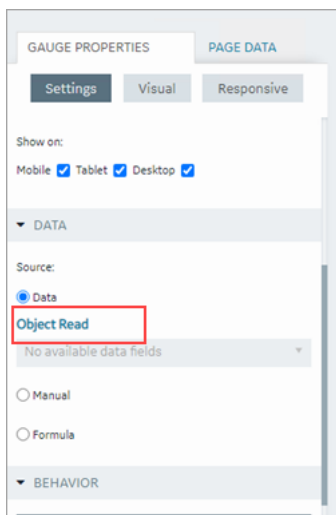 GAUGE PROPERTIES PAGE DATA
Settings Visual Responsive
Show on:
Mobile Tablet Desktop
DATA
Source:
Data
Object Read
No available data fields
Manual
Formula
BEHAVIOR